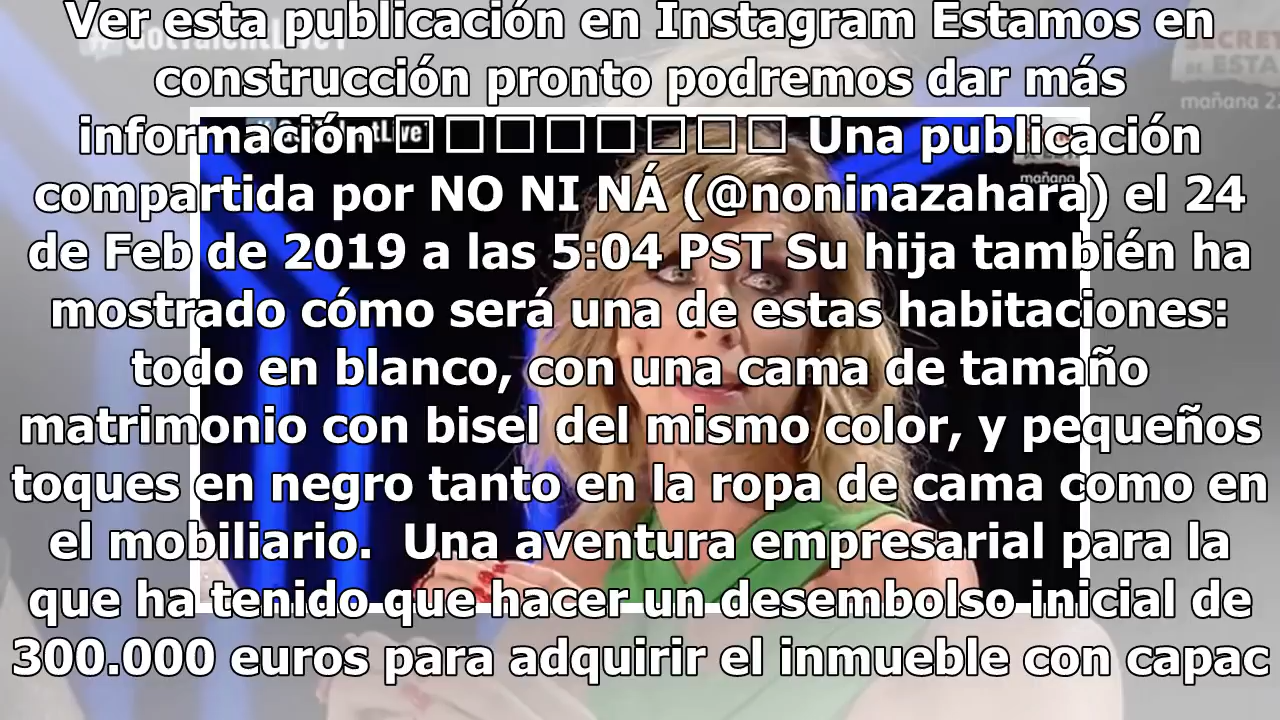 Ver esta publicación en Instagram Estamos en
construcción pronto podremos dar más
información □□□□□□□□ Una publicación
compartida por NO NI NÁ (@noninazahara) el 24
de Feb de 2019 a las 5:04 PST Su hija también ha
mostrado cómo será una de estas habitaciones:
todo en blanco, con una cama de tamaño
matrimonio con bisel del mismo color, y pequeños
toques en negro tanto en la ropa de cama como en
el mobiliario.  Una aventura empresarial para la
que ha tenido que hacer un desembolso inicial de
300.000 euros para adquirir el inmueble con capac
mañana
mañana 2